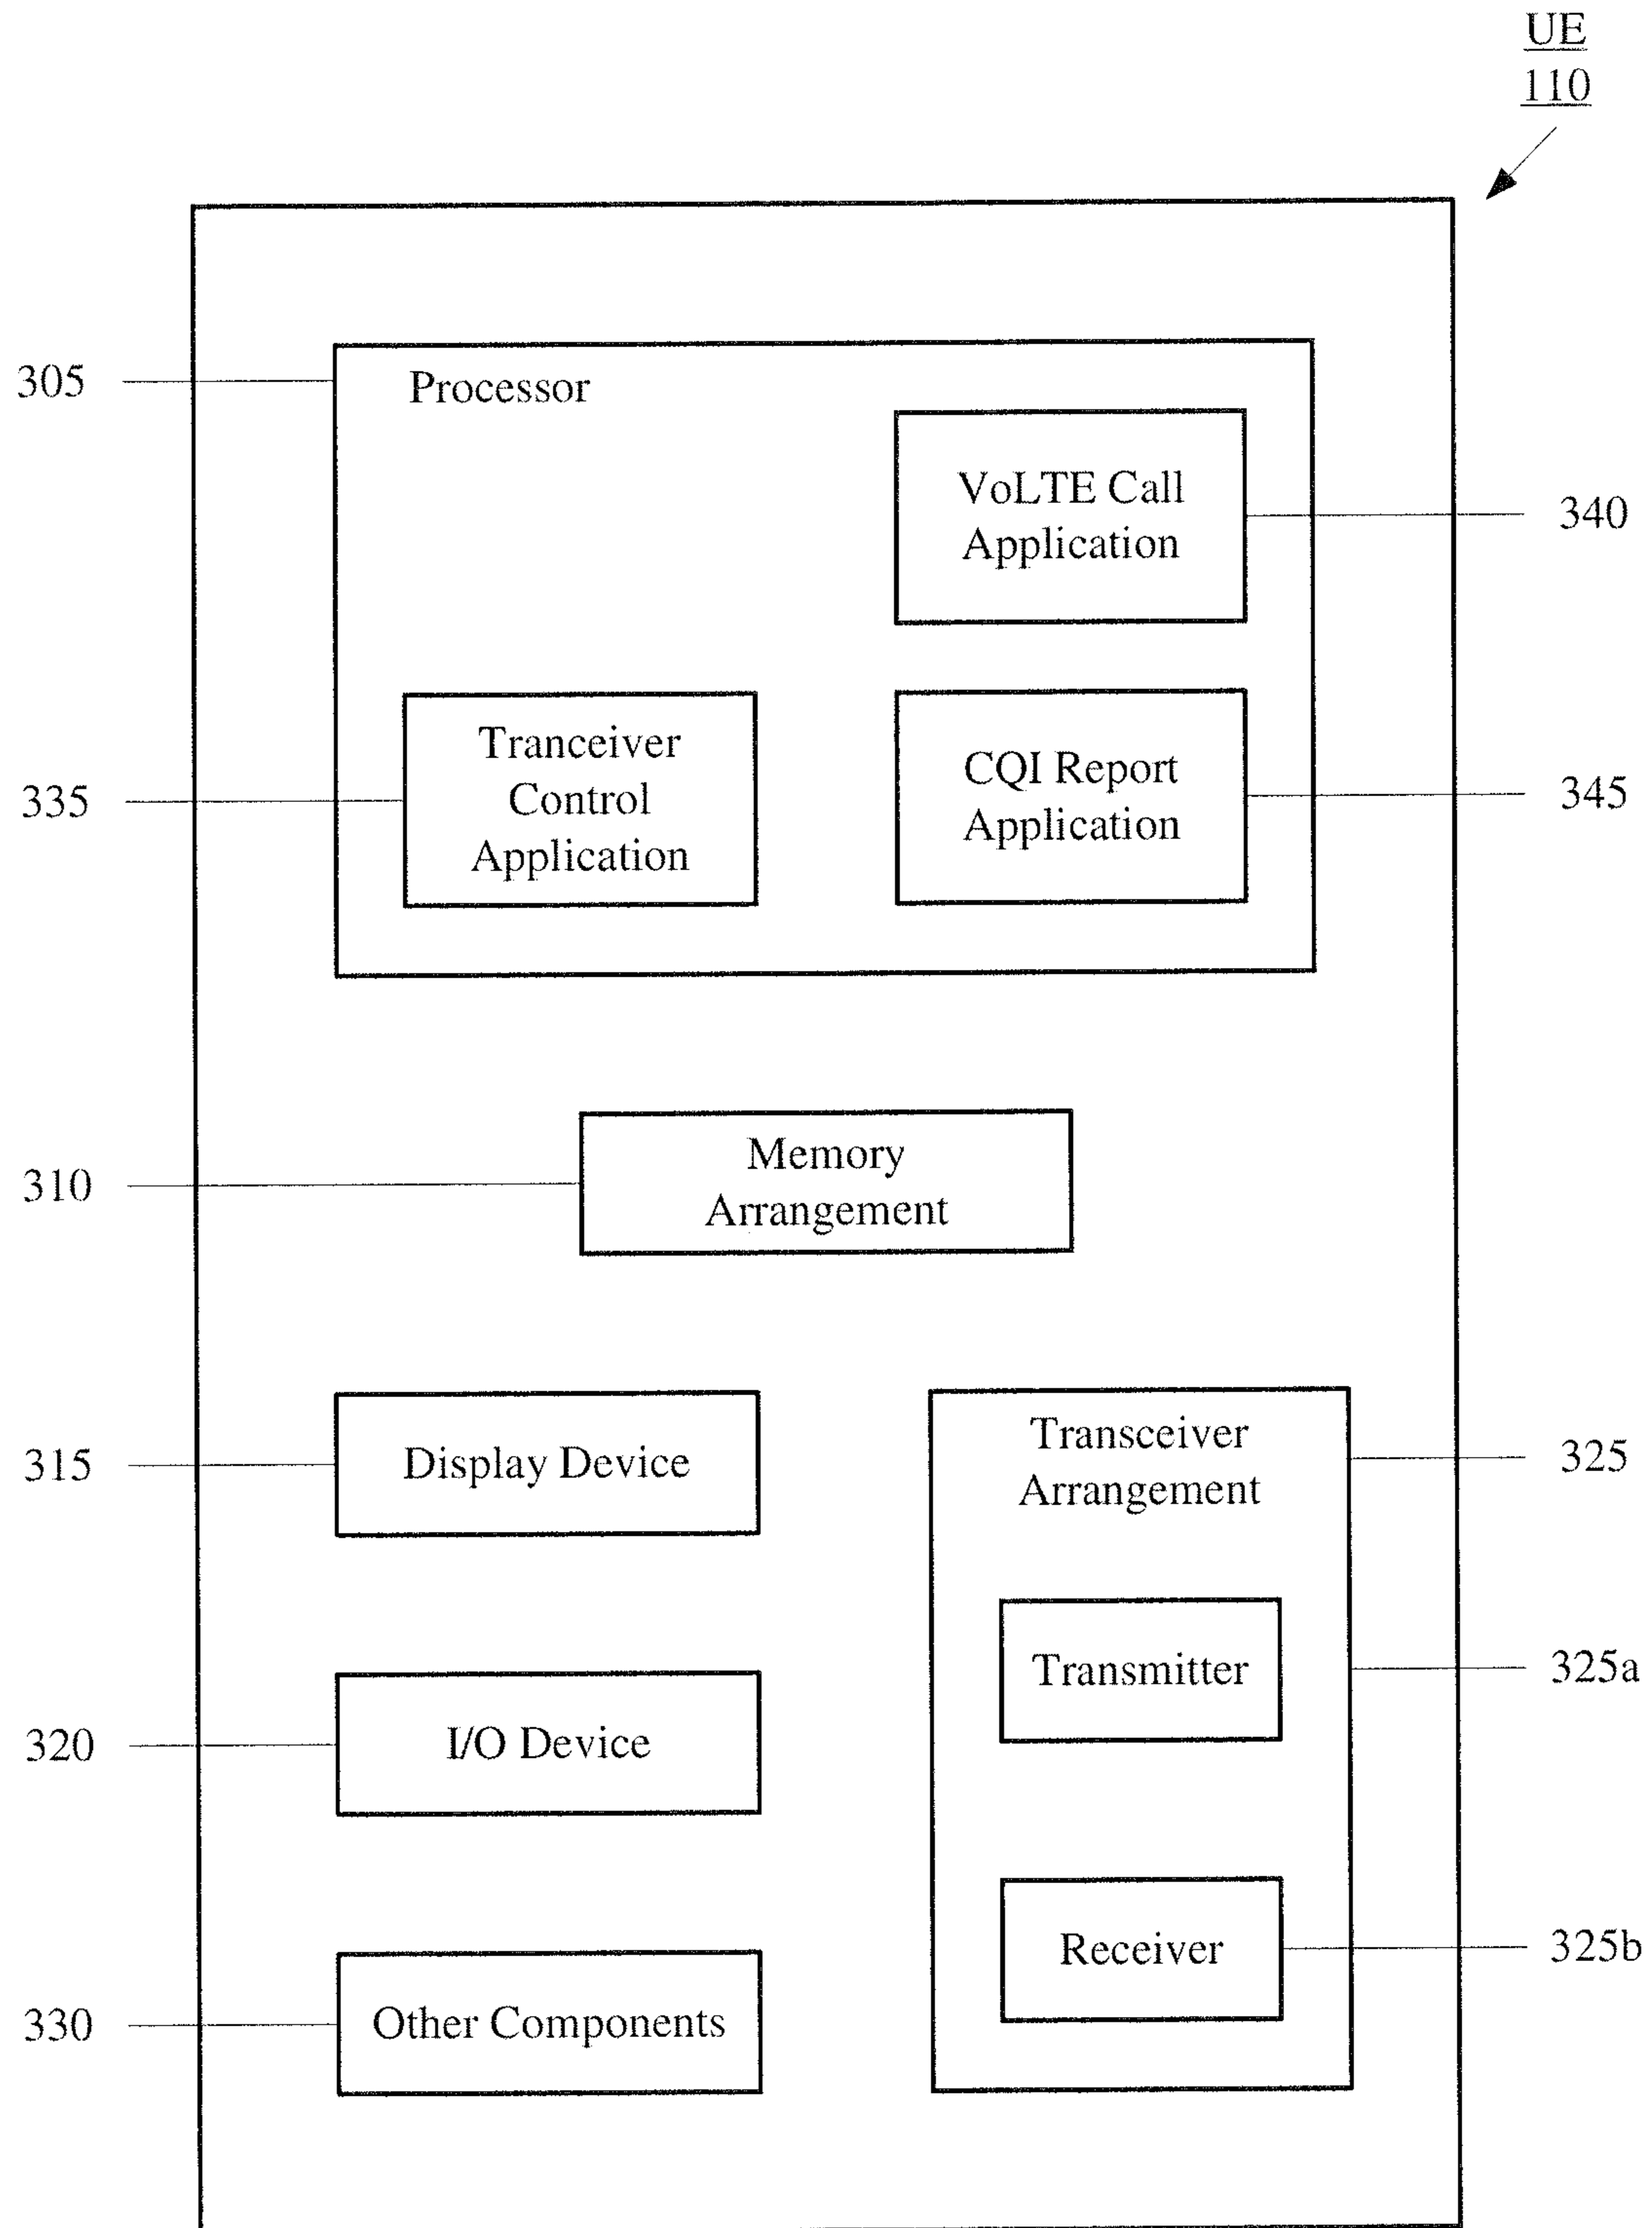 UE
110
305
Processor
VoLTE Call
Application
340
335
Tranceiver
Control
Application
CQI Report
Application
345
310
Memory
Arrangement
315
Display Device
Transceiver
Arrangement
325
320
I/O Device
Transmitter
325a
330
Other Components
Receiver
325b